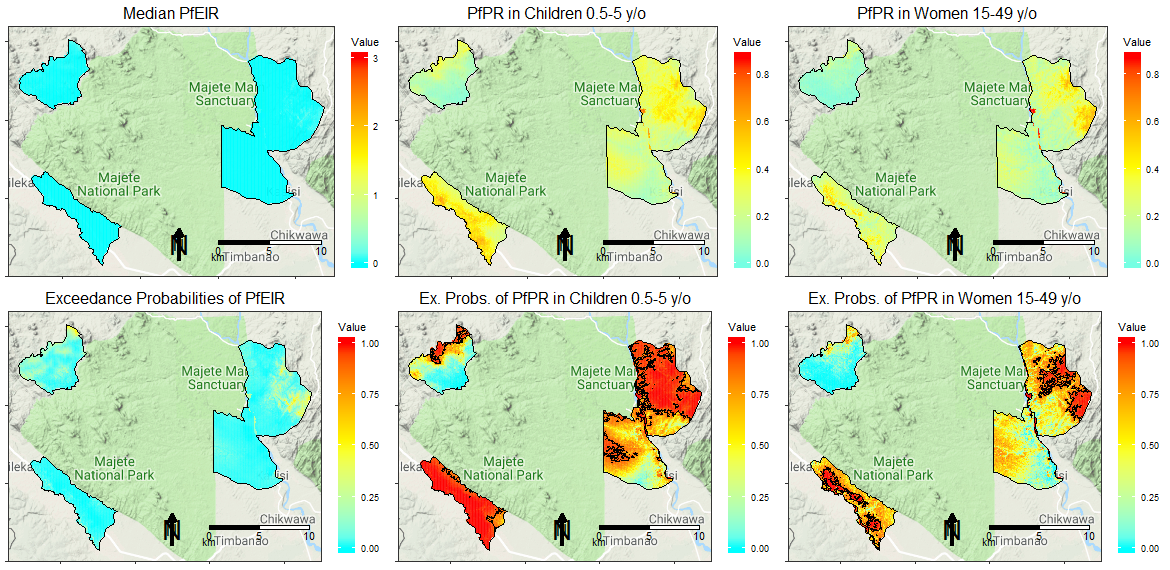 Median PfEIR
PfPR in Children 0.5-5 y/o
PfPR in Women 15-49 y/o
Majete Ma
Sanctuary
Majete
National Park
ileka
isi
Chikwawa
Timbanao
0 5 10
km
N
Value
3
2
1
0
Majete Ma
Sanctuary
Majete
National Park
ileka
isi
Chikwawa
Timbanao
0 5 10
km
N
Value
0.8
0.6
0.4
0.2
0.0
Majete Ma
Sanctuary
Majete
National Park
ileka
isi
Chikwawa
Timbanao
0 5 10
km
N
Value
0.8
0.6
0.4
0.2
0.0
Exceedance Probabilities of PfEIR
Ex. Probs. of PfPR in Children 0.5-5 y/o
Ex. Probs. of PfPR in Women 15-49 y/o
Majete Ma
Sanctuary
Majete
National Park
ileka
isi
Chikwawa
Timbanao
0 5 10
km
N
Value
1.00
0.75
0.50
0.25
0.00
Majete Ma
Sanctuary
Majete
National Park
ileka
isi
Chikwawa
Timbanao
0 5 10
km
N
Value
1.00
0.75
0.50
0.25
0.00
Majete Ma
Sanctuary
Majete
National Park
ileka
isi
Chikwawa
Timbanao
0 5 10
km
N
Value
1.00
0.75
0.50
0.25
0.00